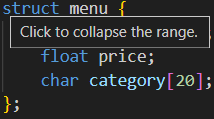 struct menu {
Click to collapse the range.
float price;
char category[20];
};